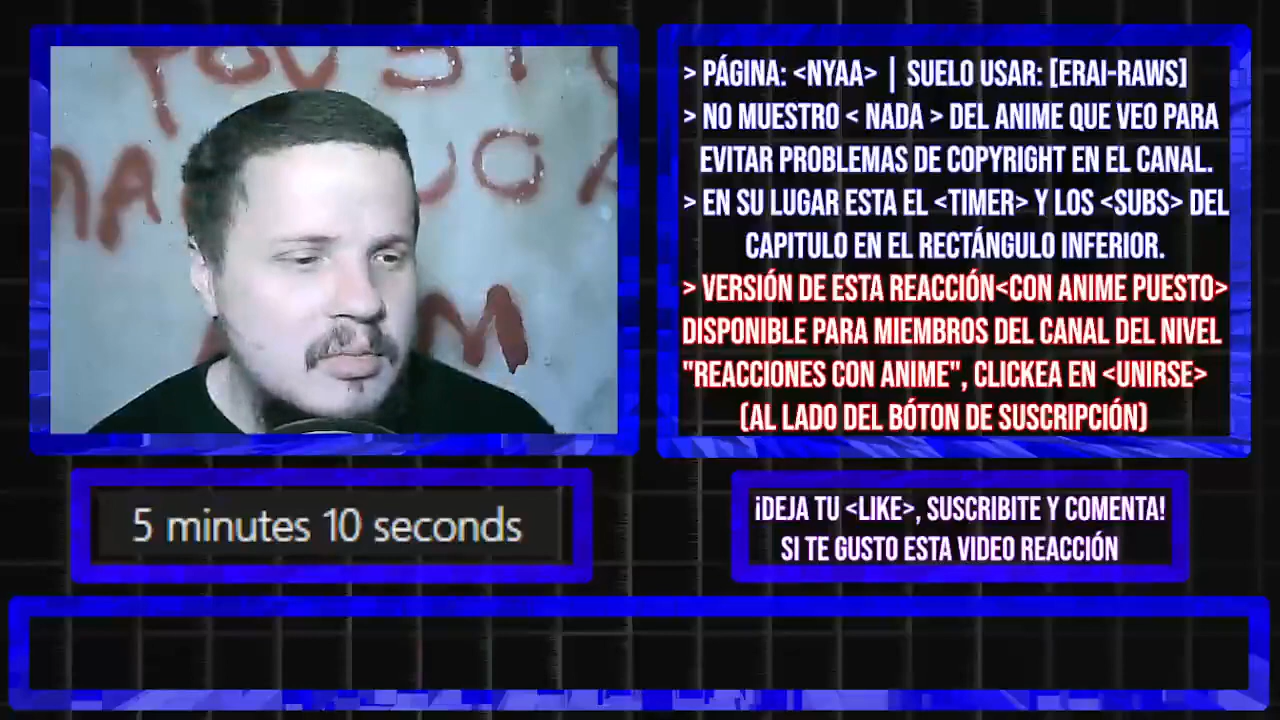 > PÁGINA: <NYAA> | SUELO USAR: [ERAI-RAWS]
> NO MUESTRO < NADA > DEL ANIME QUE VEO PARA
EVITAR PROBLEMAS DE COPYRIGHT EN EL CANAL.
> EN SU LUGAR ESTA EL <TIMER> Y LOS <SUBS> DEL
CAPITULO EN EL RECTÁNGULO INFERIOR.
> VERSIÓN DE ESTA REACCIÓN<CON ANIME PUESTO>
DISPONIBLE PARA MIEMBROS DEL CANAL DEL NIVEL
"REACCIONES CON ANIME", CLICKEA EN <UNIRSE>
(AL LADO DEL BÓTON DE SUSCRIPCIÓN)
5 minutes 10 seconds
¡DEJA TU <LIKE>, SUSCRIBITE Y COMENTA!
SI TE GUSTO ESTA VIDEO REACCIÓN